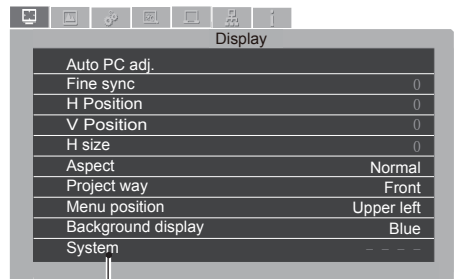 Display
Auto PC adj.
Fine sync 0
H Position 0
V Position 0
H size 0
Aspect Normal
Project way Front
Menu position Upper left
Background display Blue
System - - - -